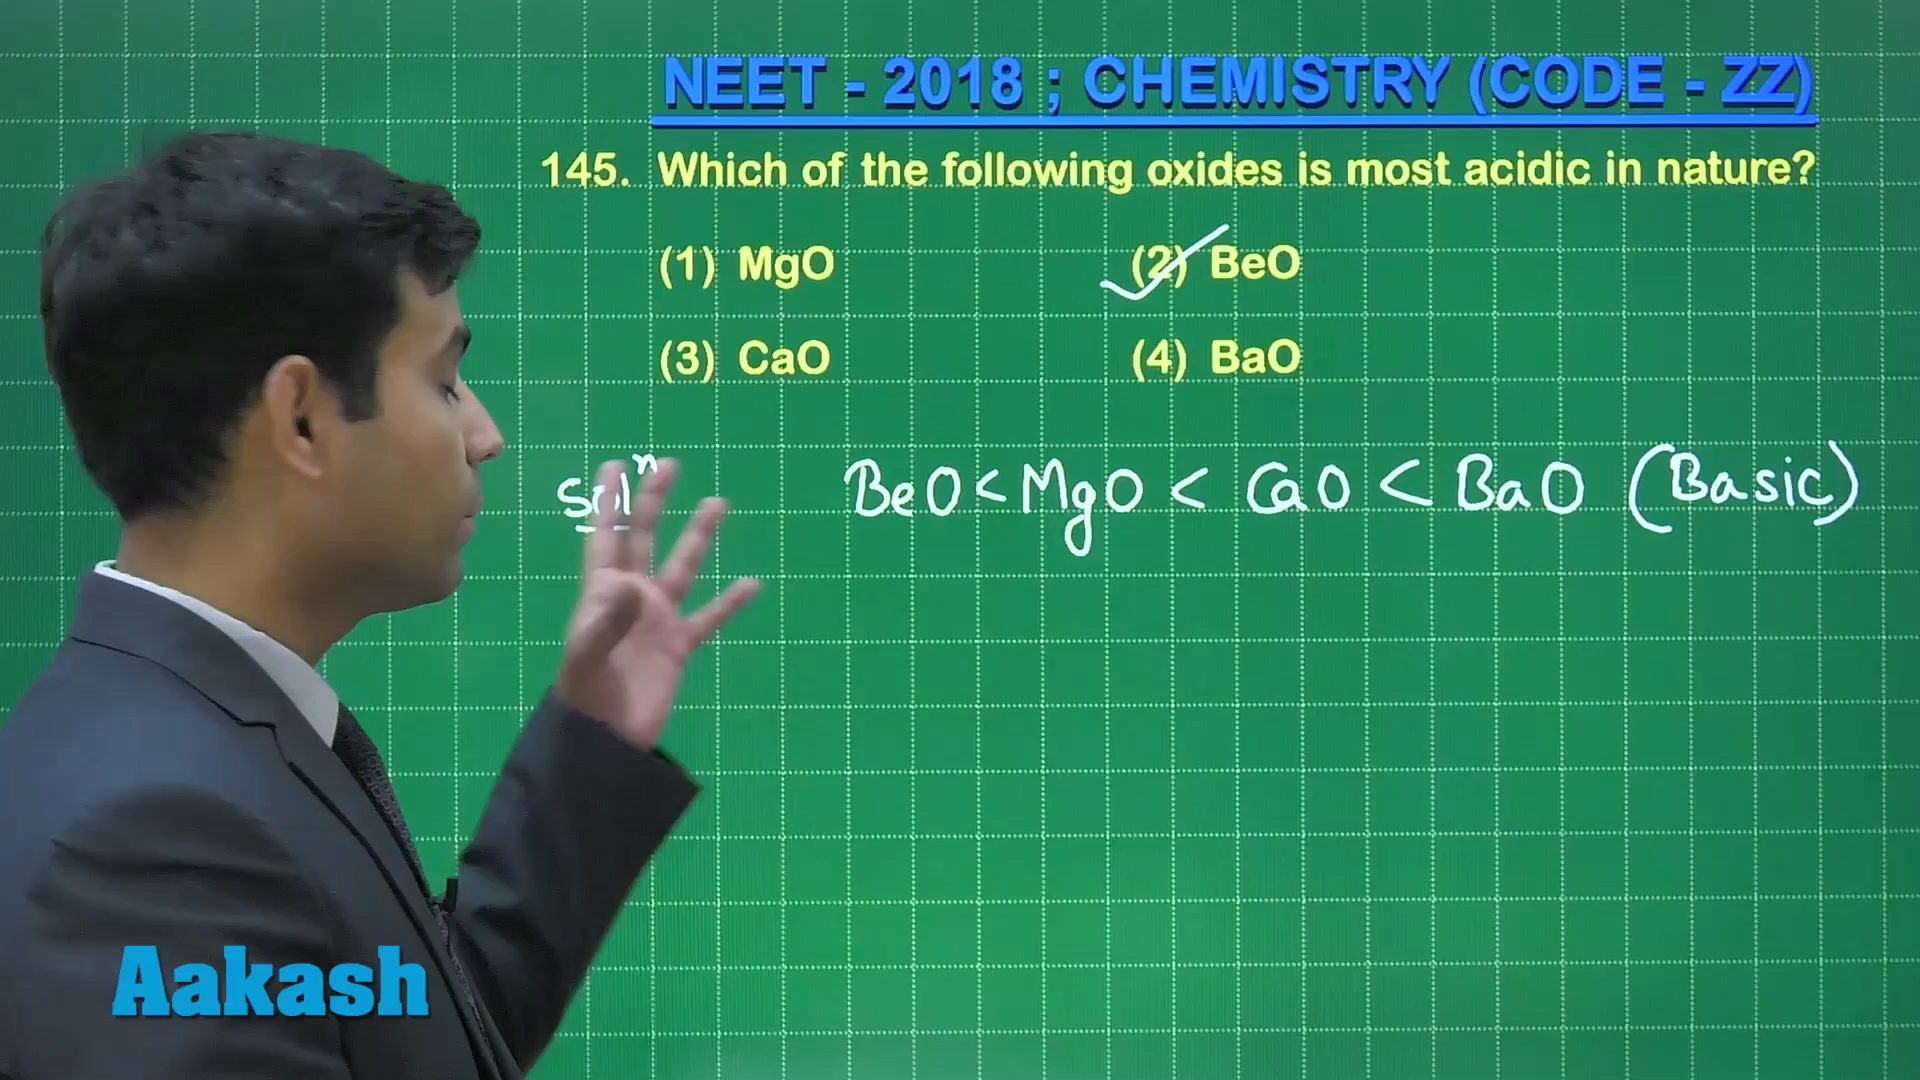 NEET - 2018 ; CHEMISTRY (CODE - ZZ)
145. Which of the following oxides is most acidic in nature?
(1) MgO (2) BeO
(3) CaO (4) BaO
Solⁿ BeO < MgO < CaO < BaO (Basic)
Aakash